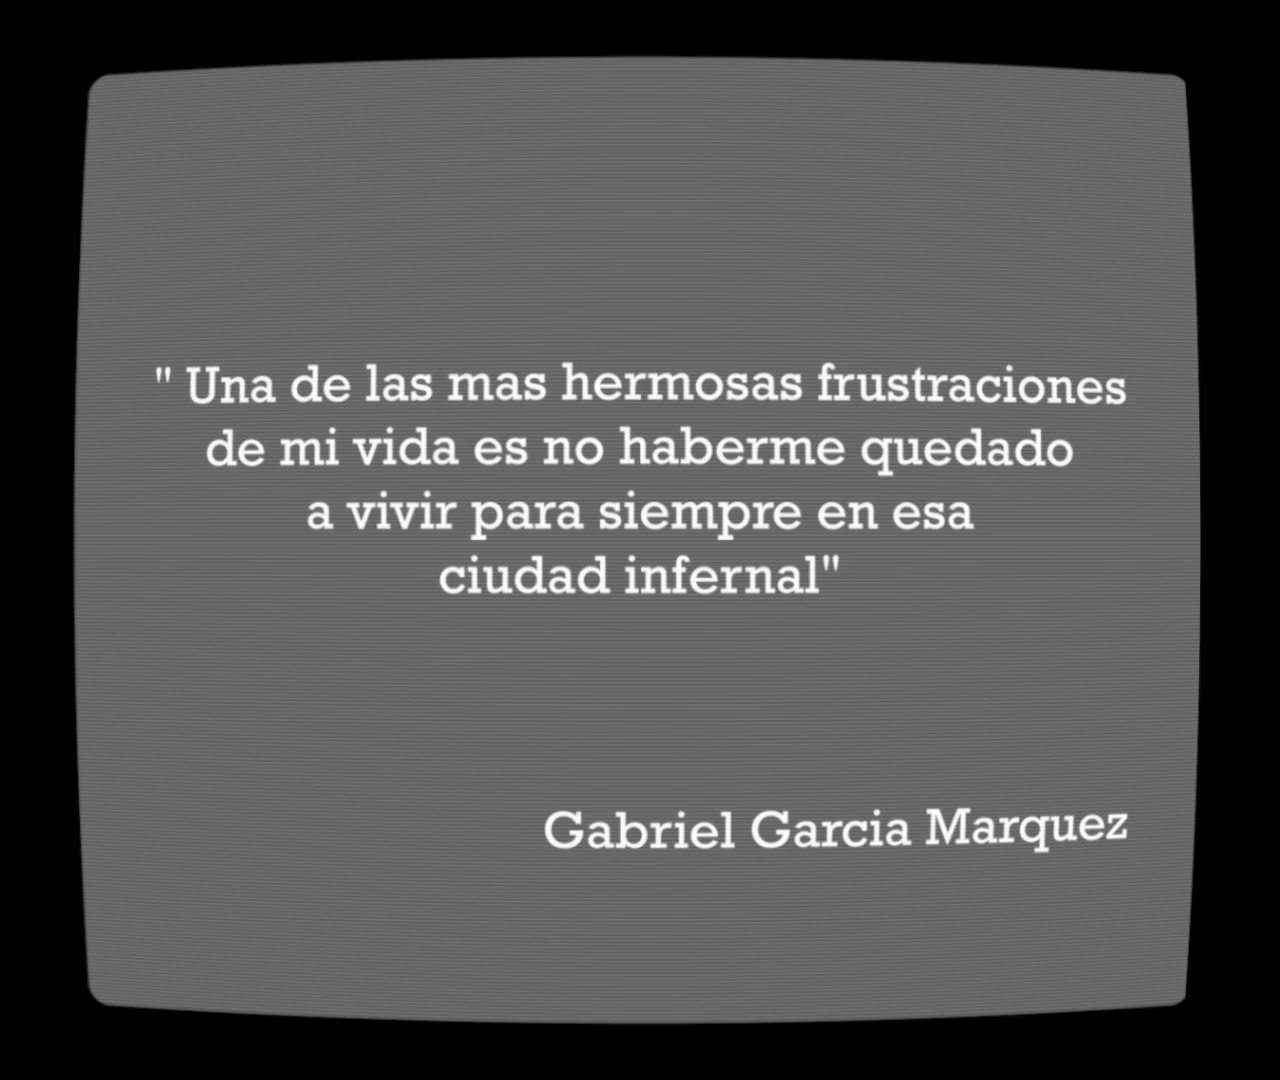 " Una de las mas hermosas frustraciones
de mi vida es no haberme quedado
a vivir para siempre en esa
ciudad infernal"
Gabriel Garcia Marquez